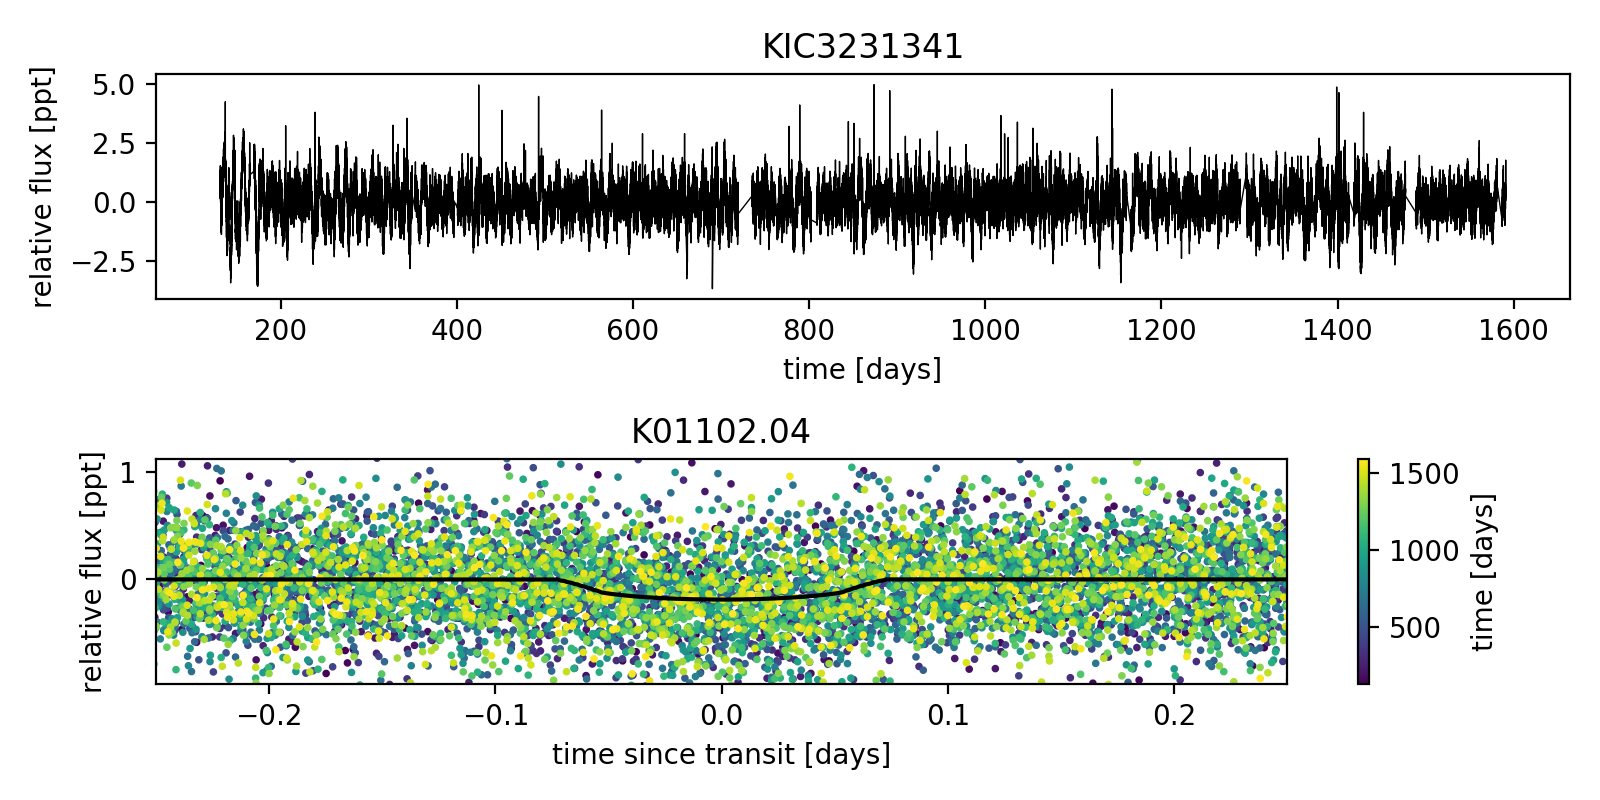 KIC3231341
relative flux [ppt]
5.0
2.5
0.0
−2.5
200 400 600 800 1000 1200 1400 1600
time [days]
K01102.04
relative flux [ppt]
1
0
−0.2 −0.1 0.0 0.1 0.2
time since transit [days]
1500
1000
500
time [days]